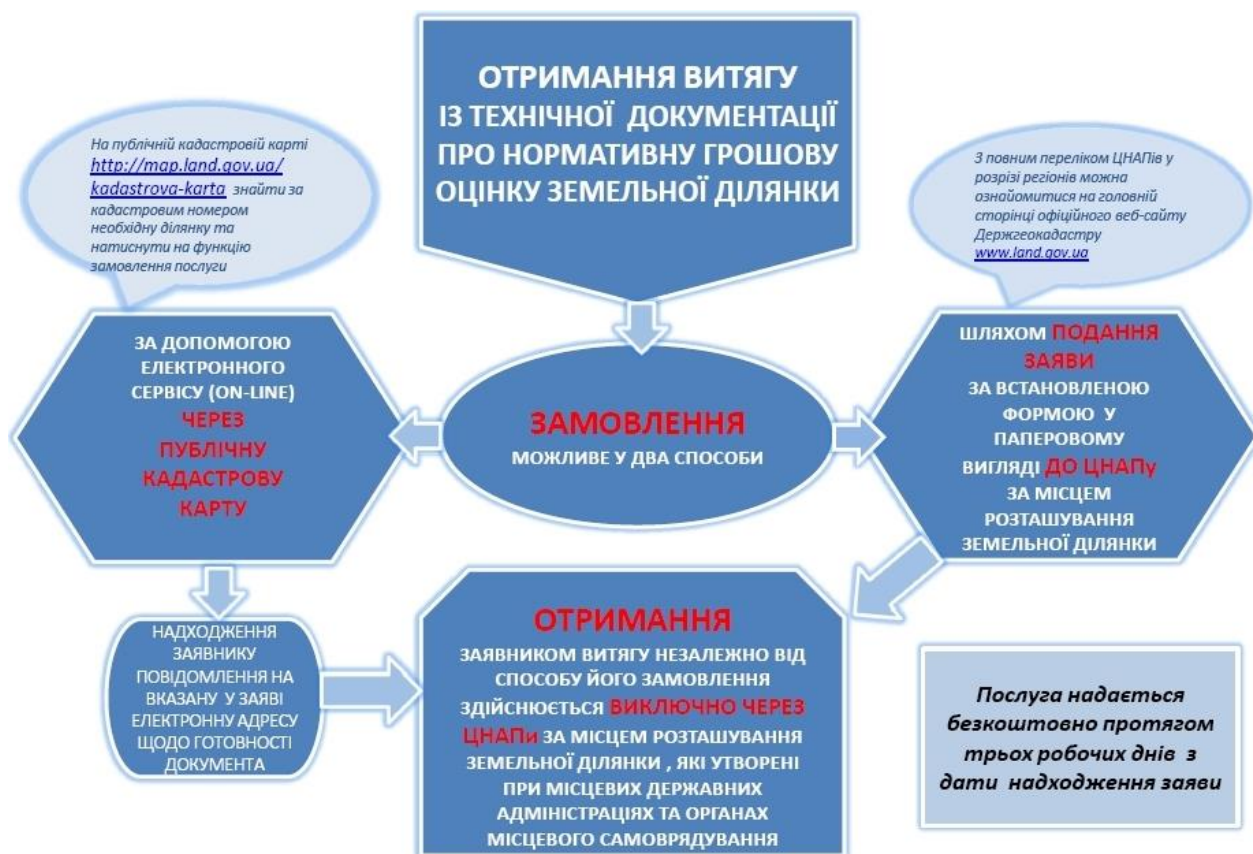 ОТРИМАННЯ ВИТЯГУ
ІЗ ТЕХНІЧНОЇ ДОКУМЕНТАЦІЇ
ПРО НОРМАТИВНУ ГРОШОВУ
ОЦІНКУ ЗЕМЕЛЬНОЇ ДІЛЯНКИ
На публічній кадастровій карті
http://map.land.gov.ua/
kadastrova-karta знайти за
кадастровим номером
необхідну ділянку та
натиснути на функцію
замовлення послуги
З повним переліком ЦНАПів у
розрізі регіонів можна
ознайомитися на головній
сторінці офіційного веб-сайту
Держгеокадастру
www.land.gov.ua
ЗА ДОПОМОГОЮ
ЕЛЕКТРОННОГО
СЕРВІСУ (ON-LINE)
ЧЕРЕЗ
ПУБЛІЧНУ
КАДАСТРОВУ
КАРТУ
ЗАМОВЛЕННЯ
МОЖЛИВЕ У ДВА СПОСОБИ
ШЛЯХОМ ПОДАННЯ
ЗАЯВИ
ЗА ВСТАНОВЛЕНОЮ
ФОРМОЮ У
ПАПЕРОВОМУ
ВИГЛЯДІ ДО ЦНАПу
ЗА МІСЦЕМ
РОЗТАШУВАННЯ
ЗЕМЕЛЬНОЇ ДІЛЯНКИ
НАДХОДЖЕННЯ
ЗАЯВНИКУ
ПОВІДОМЛЕННЯ НА
ВКАЗАНУ У ЗАЯВІ
ЕЛЕКТРОННУ АДРЕСУ
ЩОДО ГОТОВНОСТІ
ДОКУМЕНТА
ОТРИМАННЯ
ЗАЯВНИКОМ ВИТЯГУ НЕЗАЛЕЖНО ВІД
СПОСОБУ ЙОГО ЗАМОВЛЕННЯ
ЗДІЙСНЮЄТЬСЯ ВИКЛЮЧНО ЧЕРЕЗ
ЦНАПи ЗА МІСЦЕМ РОЗТАШУВАННЯ
ЗЕМЕЛЬНОЇ ДІЛЯНКИ , ЯКІ УТВОРЕНІ
ПРИ МІСЦЕВИХ ДЕРЖАВНИХ
АДМІНІСТРАЦІЯХ ТА ОРГАНАХ
МІСЦЕВОГО САМОВРЯДУВАННЯ
Послуга надається
безкоштовно протягом
трьох робочих днів з
дати надходження заяви